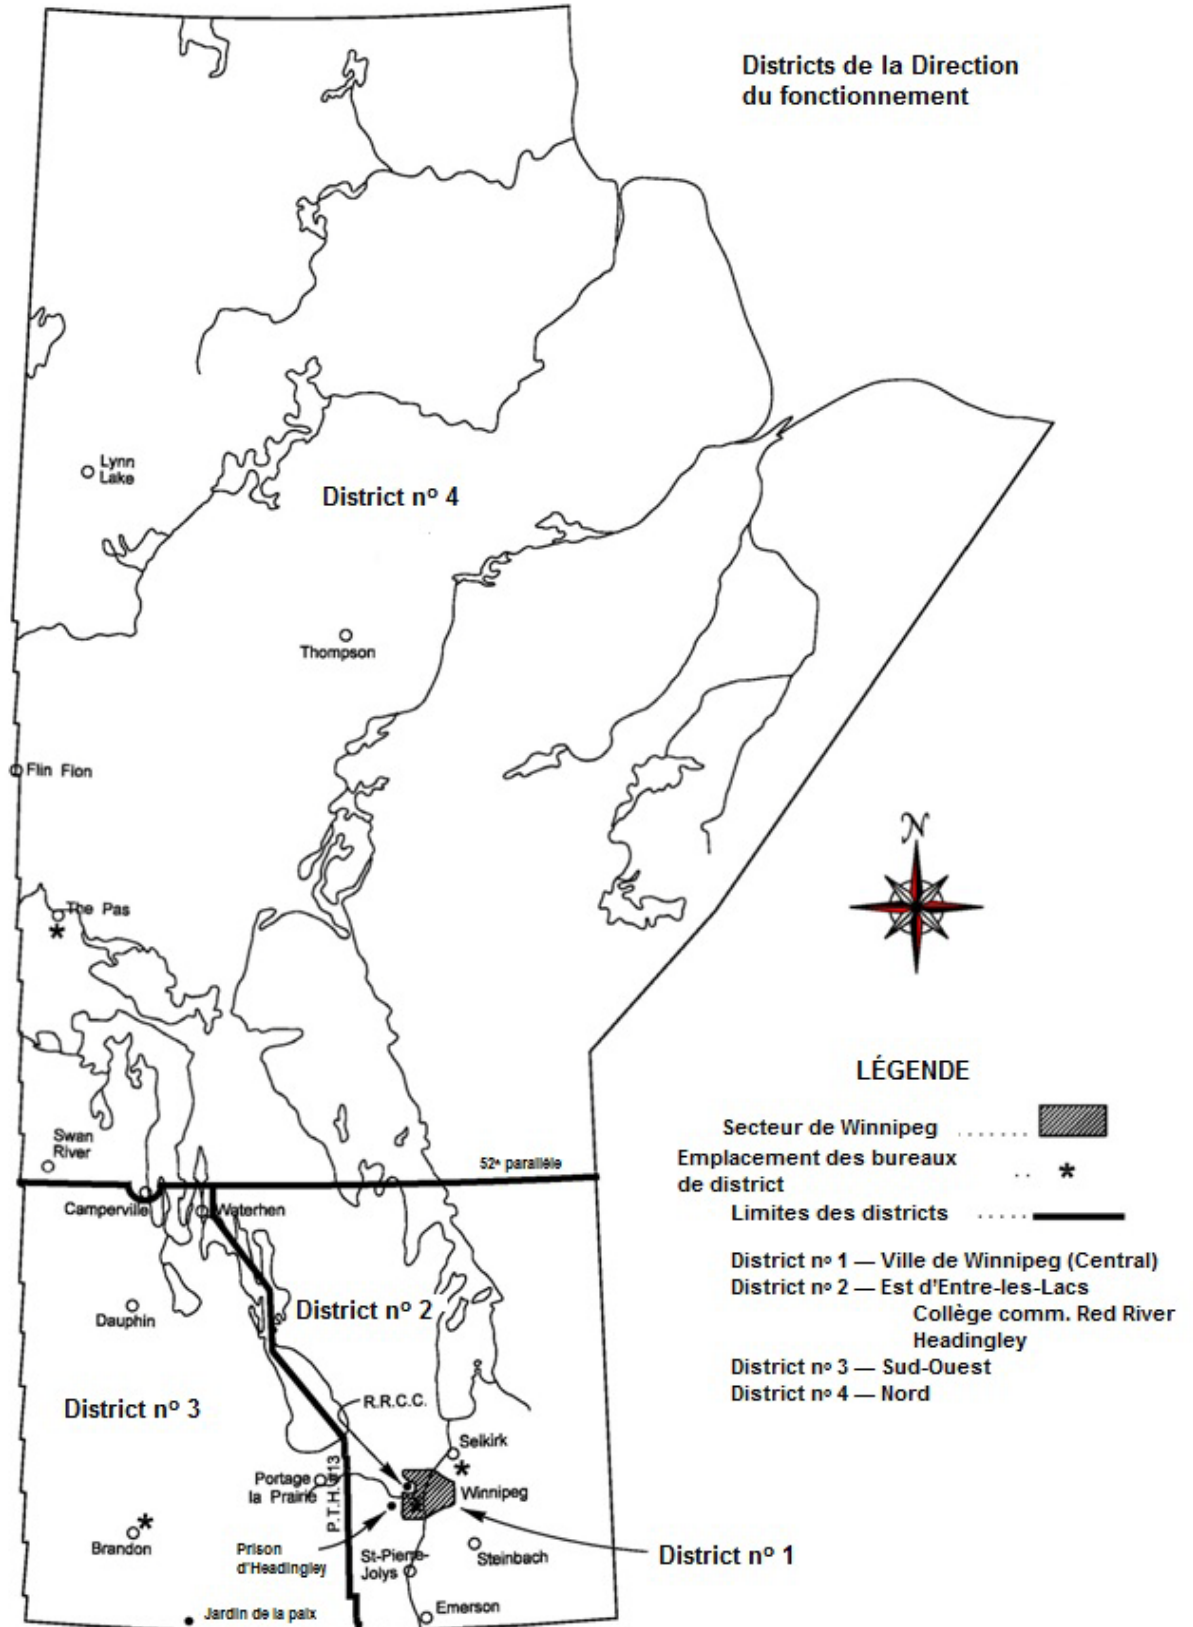 Districts de la Direction
du fonctionnement
Lynn
Lake
District nº 4
Thompson
Flin Flon
N
The Pas
*
LÉGENDE
Secteur de Winnipeg ........
Emplacement des bureaux
de district .. *
Limites des districts ......
Swan
River
52ᵉ parallèle
Camperville
Waterhen
District nº 1 — Ville de Winnipeg (Central)
District nº 2 — Est d'Entre-les-Lacs
Collège comm. Red River
Headingley
District nº 3 — Sud-Ouest
District nº 4 — Nord
Dauphin
District nº 2
District nº 3
R.R.C.C.
Selkirk
*
Portage
la Prairie
P.T.H. #13
Winnipeg
*
Brandon
*
Prison
d'Headingley
St-Pierre-
Jolys
Steinbach
District nº 1
Jardin de la paix
Emerson